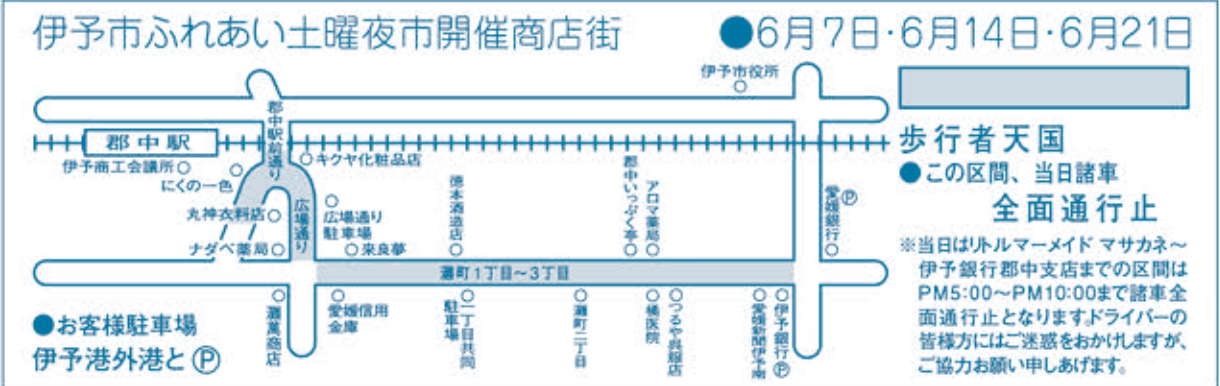 伊予市ふれあい土曜夜市開催商店街
●6月7日・6月14日・6月21日
伊予市役所
郡中駅
郡中駅前通り
伊予商工会議所
にくの一色
キクヤ化粧品店
丸神衣料店
広場通り
広場通り
駐車場
ナダベ薬局
来良夢
徳本酒造店
郡中いっぷく亭
アロマ薬局
愛媛銀行Ⓟ
灘町1丁目～3丁目
灘萬商店
愛媛信用
金庫
一丁目共同
駐車場
灘町二丁目
橘医院
つるや呉服店
愛媛新聞伊予南
伊予銀行Ⓟ
●お客様駐車場
伊予港外港とⓅ
歩行者天国
●この区間、当日諸車
全面通行止
※当日はリトルマーメイド マサカネ～
伊予銀行郡中支店までの区間は
PM5:00～PM10:00まで諸車全
面通行止となります。ドライバーの
皆様方にはご迷惑をおかけしますが、
ご協力お願い申しあげます。